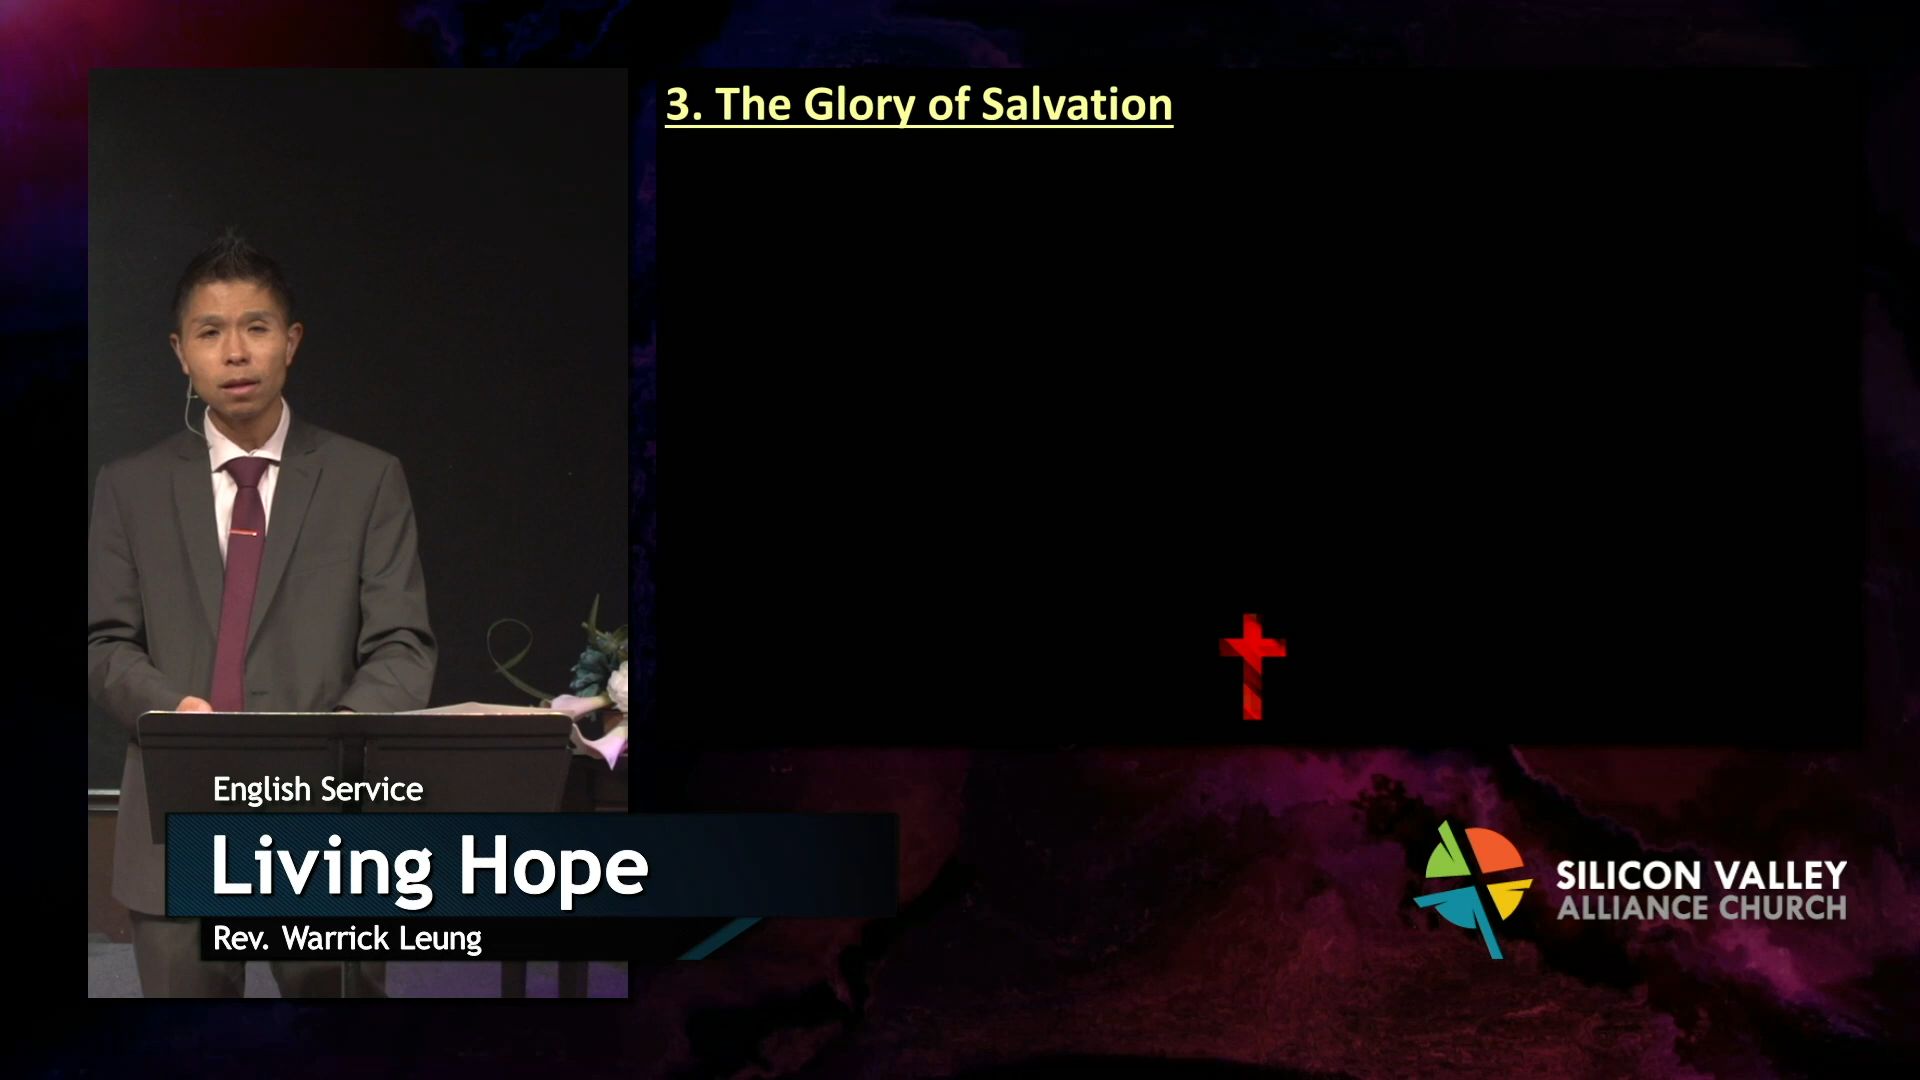 3. The Glory of Salvation
English Service
Living Hope
Rev. Warrick Leung
SILICON VALLEY
ALLIANCE CHURCH